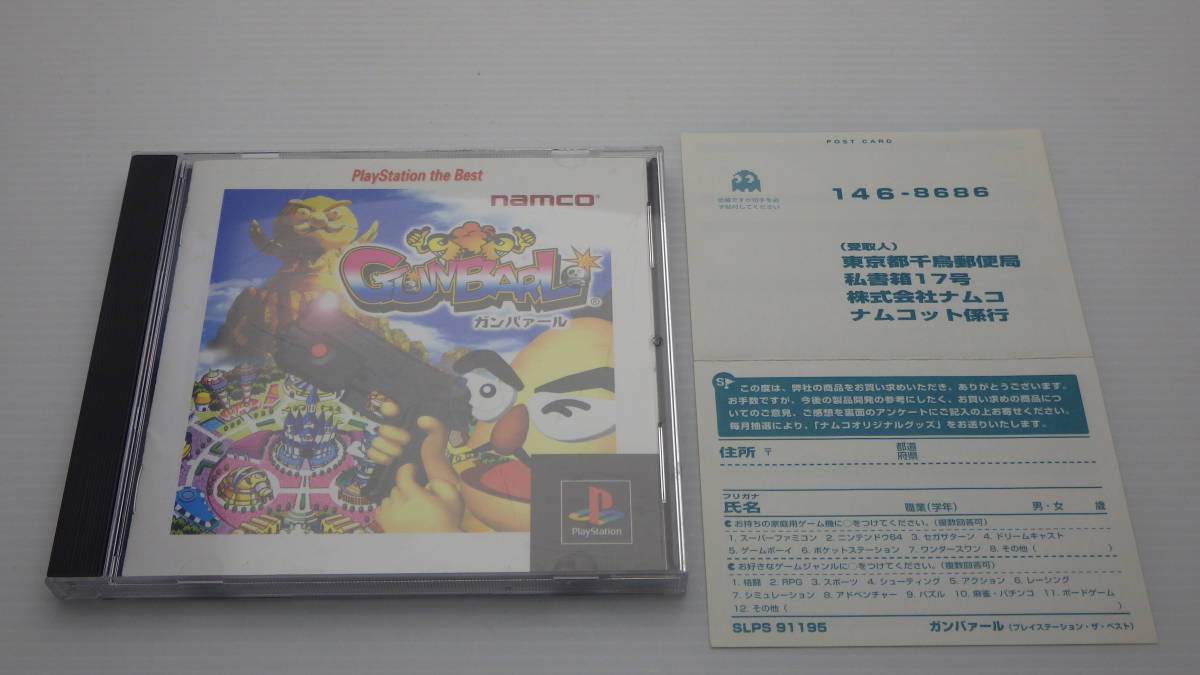 PlayStation the Best
namco
GUMBARL
®
ガンバァール
PlayStation
POST CARD
恐縮ですが切手を必
ず貼付してください
146-8686
(受取人)
東京都千鳥郵便局
私書箱17号
株式会社ナムコ
ナムコット係行
この度は、弊社の商品をお買い求めいただき、ありがとうございます。
お手数ですが、今後の製品開発の参考にしたく、お買い求めの商品につ
いてのご意見、ご感想を裏面のアンケートにご記入の上お寄せください。
毎月抽選により、「ナムコオリジナルグッズ」をお送りいたします。
住所 〒 都道府県
フリガナ
氏名 職業(学年) 男・女 歳
お持ちの家庭用ゲーム機に○をつけてください。(複数回答可)
1. スーパーファミコン 2. ニンテンドウ64 3. セガサターン 4. ドリームキャスト
5. ゲームボーイ 6. ポケットステーション 7. ワンダースワン 8. その他 ( )
お好きなゲームジャンルに○をつけてください。(複数回答可)
1. 格闘 2. RPG 3. スポーツ 4. シューティング 5. アクション 6. レーシング
7. シミュレーション 8. アドベンチャー 9. パズル 10. 麻雀・パチンコ 11. ボードゲーム
12. その他 ( )
SLPS 91195 ガンバァール (プレイステーション・ザ・ベスト)